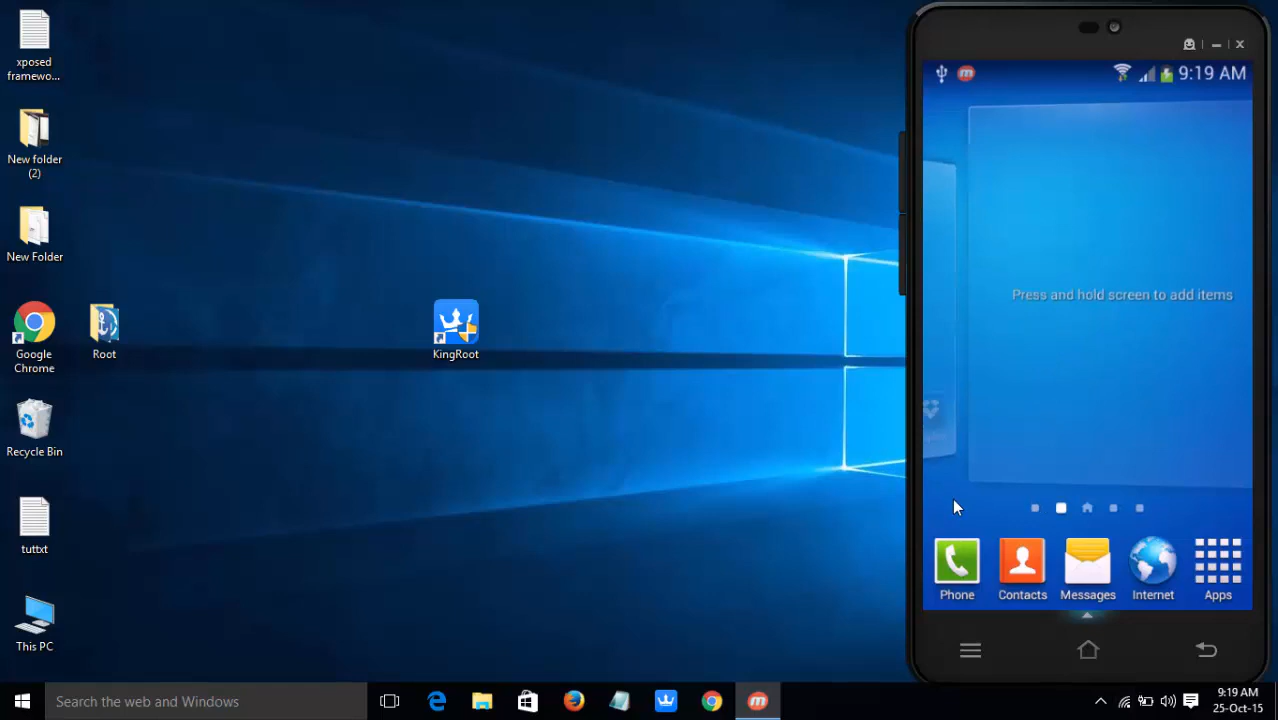 xposed
framewo...
New folder
(2)
New Folder
Google
Chrome
Root
KingRoot
Recycle Bin
tuttxt
This PC
m
9:19 AM
Press and hold screen to add items
Phone
Contacts
Messages
Internet
Apps
Search the web and Windows
m
9:19 AM
25-Oct-15